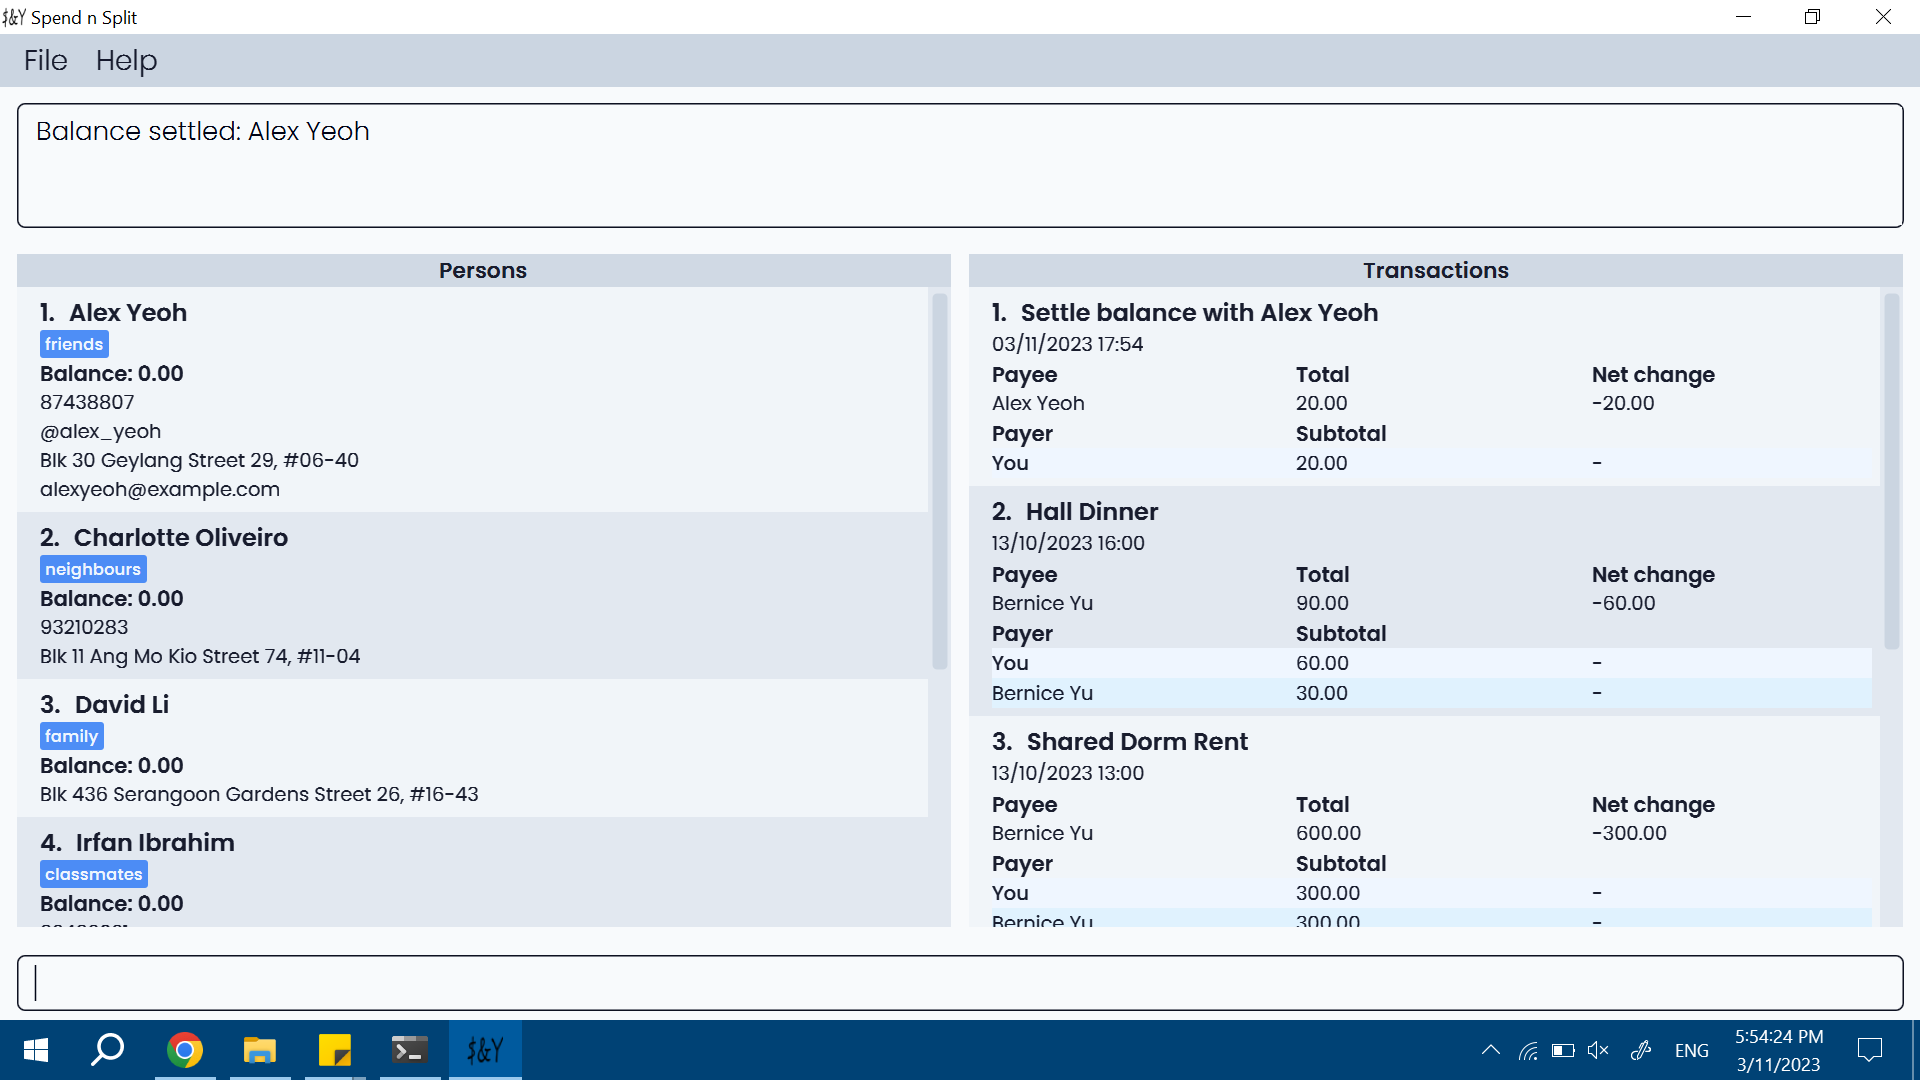 $&Y Spend n Split
File Help
Balance settled: Alex Yeoh
Persons
1. Alex Yeoh
friends
Balance: 0.00
87438807
@alex_yeoh
Blk 30 Geylang Street 29, #06-40
alexyeoh@example.com
2. Charlotte Oliveiro
neighbours
Balance: 0.00
93210283
Blk 11 Ang Mo Kio Street 74, #11-04
3. David Li
family
Balance: 0.00
Blk 436 Serangoon Gardens Street 26, #16-43
4. Irfan Ibrahim
classmates
Balance: 0.00
Transactions
1. Settle balance with Alex Yeoh
03/11/2023 17:54
Payee Total Net change
Alex Yeoh 20.00 -20.00
Payer Subtotal
You 20.00 -
2. Hall Dinner
13/10/2023 16:00
Payee Total Net change
Bernice Yu 90.00 -60.00
Payer Subtotal
You 60.00 -
Bernice Yu 30.00 -
3. Shared Dorm Rent
13/10/2023 13:00
Payee Total Net change
Bernice Yu 600.00 -300.00
Payer Subtotal
You 300.00 -
Bernice Yu 300.00 -
$&Y
ENG
5:54:24 PM
3/11/2023